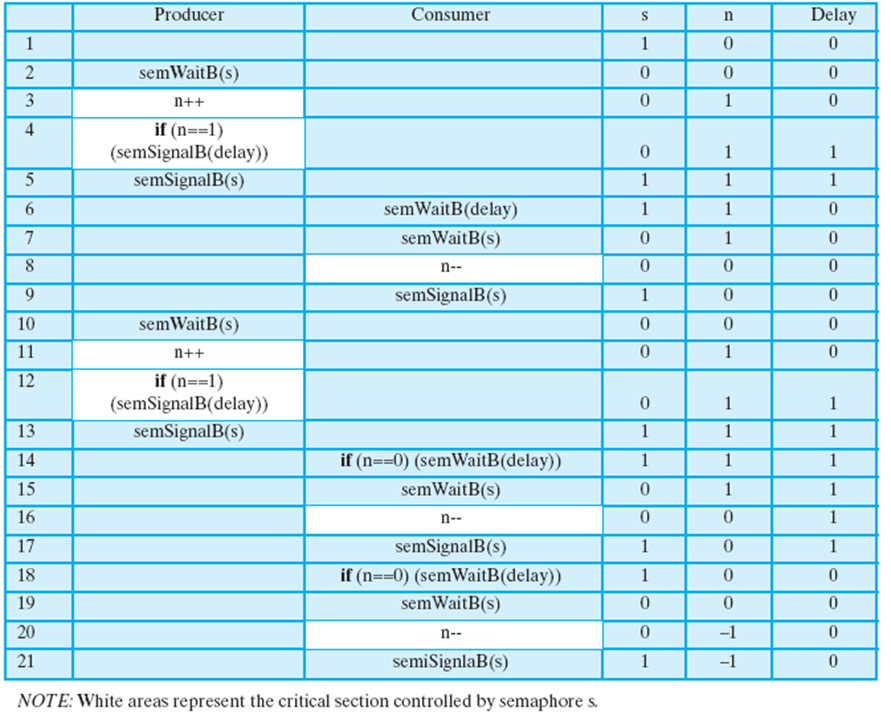 Producer Consumer s n Delay
1 1 0 0
2 semWaitB(s) 0 0 0
3 n++ 0 1 0
4 if (n==1)
(semSignalB(delay)) 0 1 1
5 semSignalB(s) 1 1 1
6 semWaitB(delay) 1 1 0
7 semWaitB(s) 0 1 0
8 n-- 0 0 0
9 semSignalB(s) 1 0 0
10 semWaitB(s) 0 0 0
11 n++ 0 1 0
12 if (n==1)
(semSignalB(delay)) 0 1 1
13 semSignalB(s) 1 1 1
14 if (n==0) (semWaitB(delay)) 1 1 1
15 semWaitB(s) 0 1 1
16 n-- 0 0 1
17 semSignalB(s) 1 0 1
18 if (n==0) (semWaitB(delay)) 1 0 0
19 semWaitB(s) 0 0 0
20 n-- 0 –1 0
21 semiSignlaB(s) 1 –1 0
NOTE: White areas represent the critical section controlled by semaphore s.